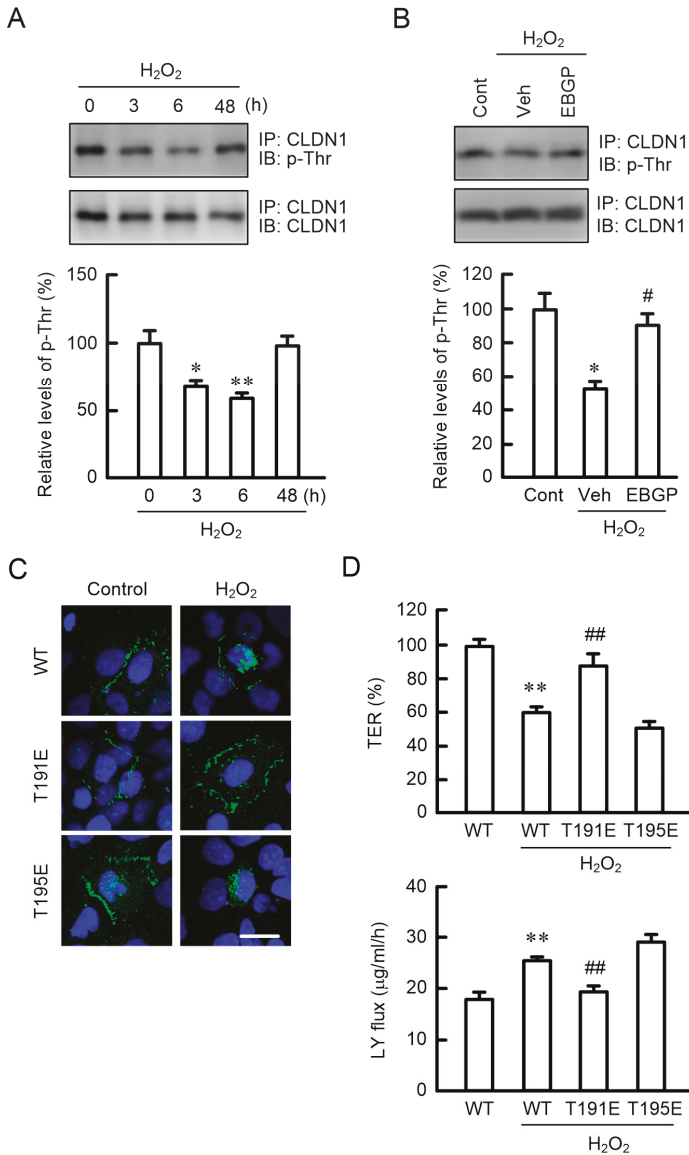 A
H₂O₂
0 3 6 48 (h)
IP: CLDN1
IB: p-Thr
IP: CLDN1
IB: CLDN1
Relative levels of p-Thr (%)
150
100
50
0
* **
0 3 6 48 (h)
H₂O₂
B
H₂O₂
Cont Veh EBGP
IP: CLDN1
IB: p-Thr
IP: CLDN1
IB: CLDN1
Relative levels of p-Thr (%)
120
100
80
60
40
20
0
* #
Cont Veh EBGP
H₂O₂
C
Control H₂O₂
WT
T191E
T195E
D
TER (%)
120
100
80
60
40
20
0
** ##
WT WT T191E T195E
H₂O₂
LY flux (μg/ml/h)
40
30
20
10
0
** ##
WT WT T191E T195E
H₂O₂